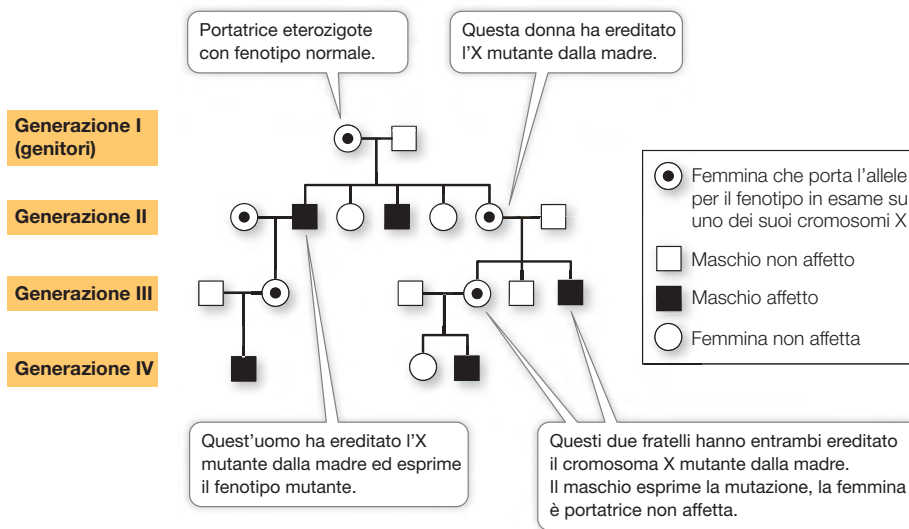 Portatrice eterozigote
con fenotipo normale.
Questa donna ha ereditato
l'X mutante dalla madre.
Generazione I
(genitori)
Generazione II
Generazione III
Generazione IV
Femmina che porta l'allele
per il fenotipo in esame su
uno dei suoi cromosomi X
Maschio non affetto
Maschio affetto
Femmina non affetta
Quest'uomo ha ereditato l'X
mutante dalla madre ed esprime
il fenotipo mutante.
Questi due fratelli hanno entrambi ereditato
il cromosoma X mutante dalla madre.
Il maschio esprime la mutazione, la femmina
è portatrice non affetta.